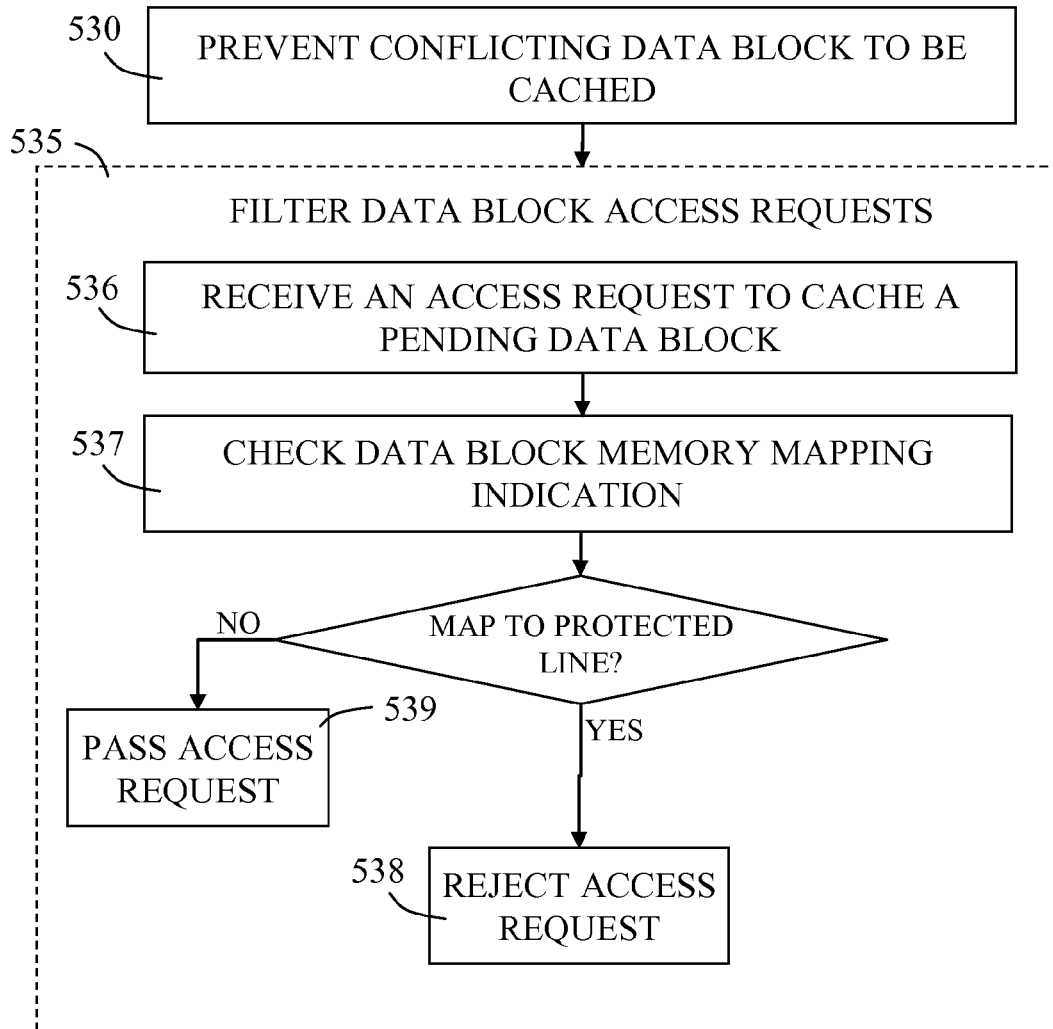 530
PREVENT CONFLICTING DATA BLOCK TO BE
CACHED
535
FILTER DATA BLOCK ACCESS REQUESTS
536
RECEIVE AN ACCESS REQUEST TO CACHE A
PENDING DATA BLOCK
537
CHECK DATA BLOCK MEMORY MAPPING
INDICATION
MAP TO PROTECTED
LINE?
NO
539
PASS ACCESS
REQUEST
YES
538
REJECT ACCESS
REQUEST